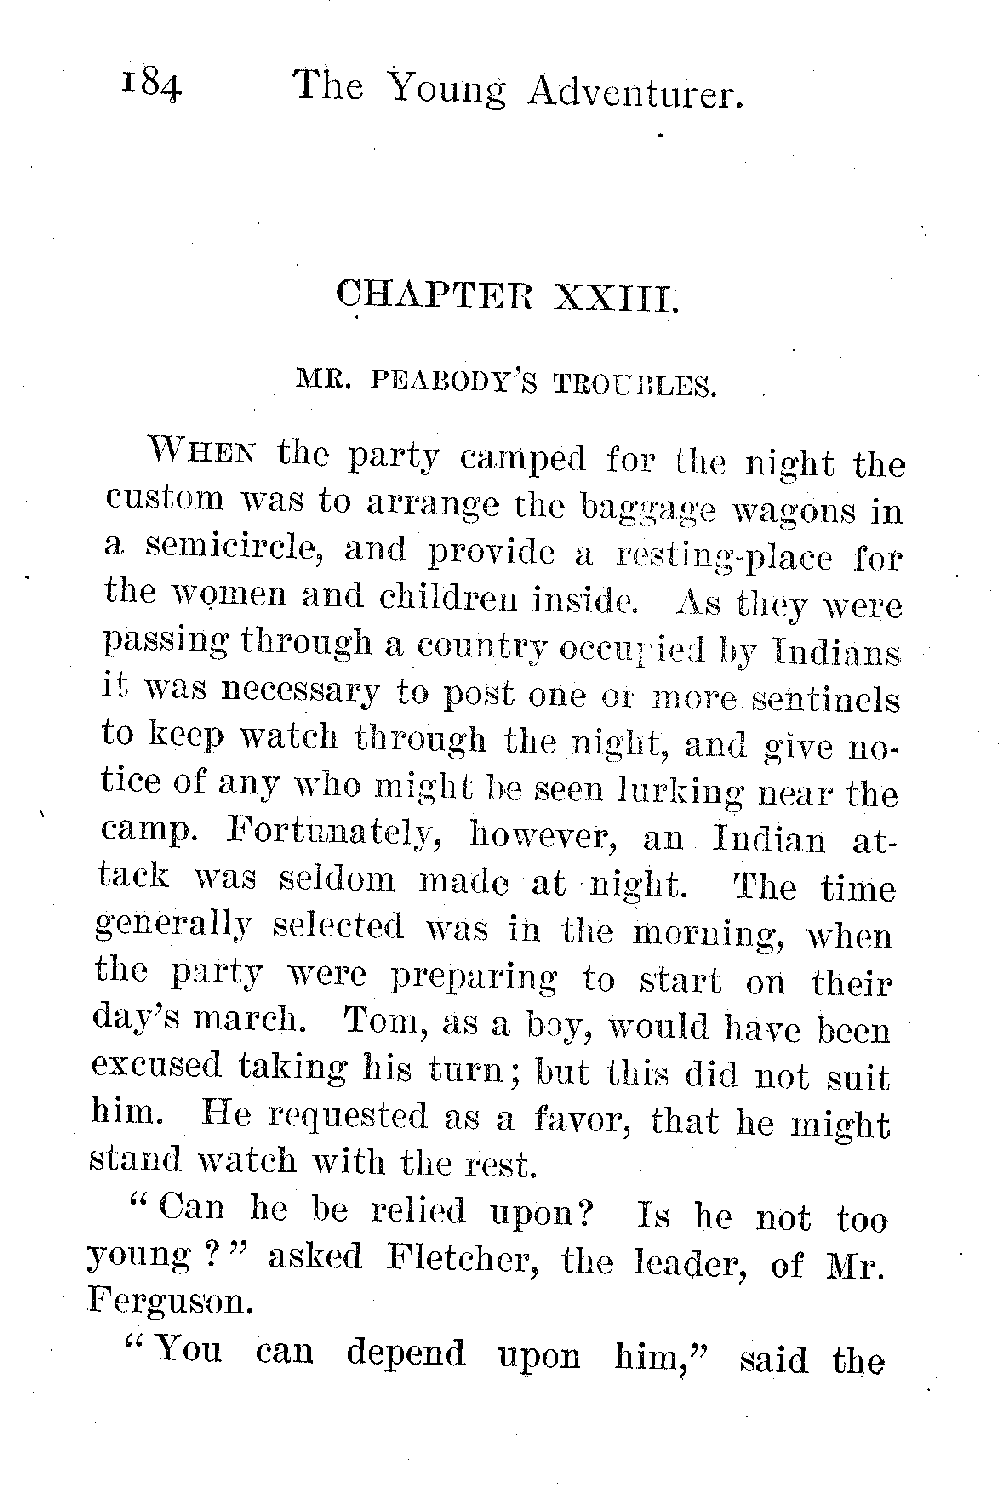 184 The Young Adventurer.
CHAPTER XXIII.
MR. PEABODY'S TROUBLES.
WHEN the party camped for the night the
custom was to arrange the baggage wagons in
a semicircle, and provide a resting-place for
the women and children inside. As they were
passing through a country occupied by Indians
it was necessary to post one or more sentinels
to keep watch through the night, and give no-
tice of any who might be seen lurking near the
camp. Fortunately, however, an Indian at-
tack was seldom made at night. The time
generally selected was in the morning, when
the party were preparing to start on their
day's march. Tom, as a boy, would have been
excused taking his turn; but this did not suit
him. He requested as a favor, that he might
stand watch with the rest.
“Can he be relied upon? Is he not too
young?” asked Fletcher, the leader, of Mr.
Ferguson.
“You can depend upon him,” said the